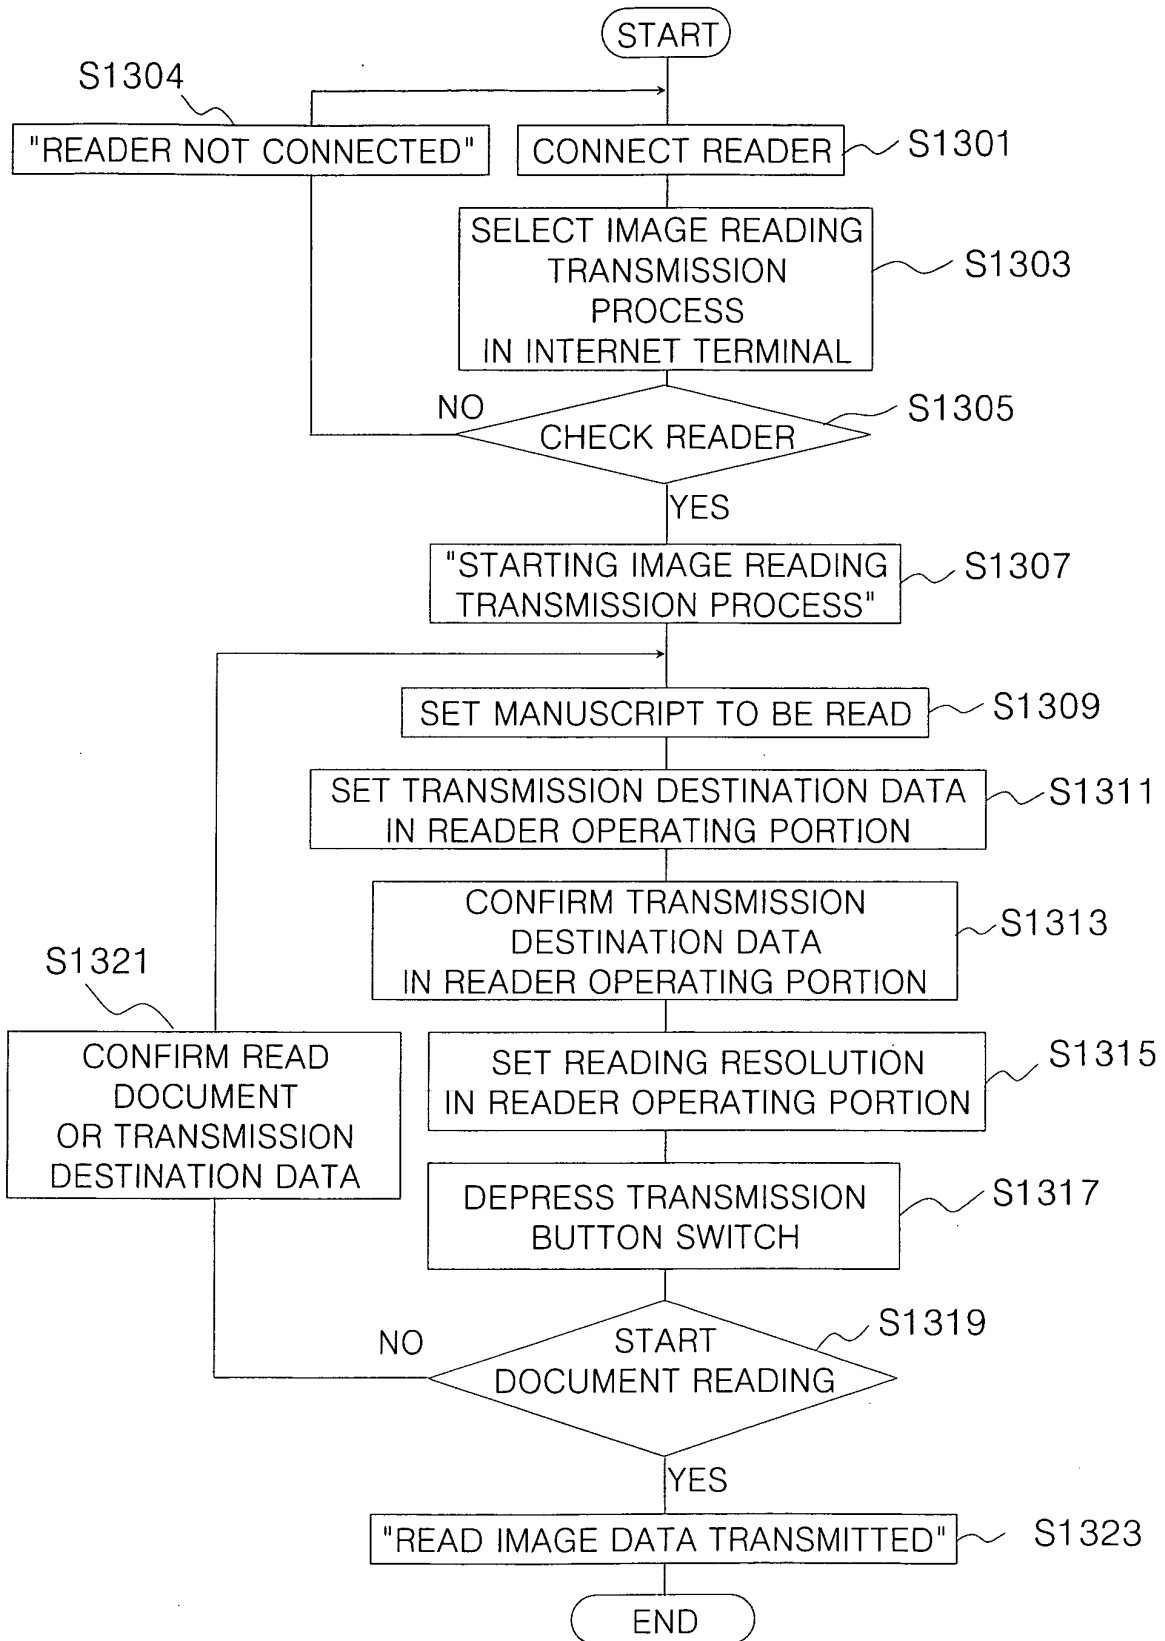 START
S1304
"READER NOT CONNECTED"
CONNECT READER
S1301
SELECT IMAGE READING
TRANSMISSION
PROCESS
IN INTERNET TERMINAL
S1303
NO
CHECK READER
S1305
YES
"STARTING IMAGE READING
TRANSMISSION PROCESS"
S1307
SET MANUSCRIPT TO BE READ
S1309
SET TRANSMISSION DESTINATION DATA
IN READER OPERATING PORTION
S1311
CONFIRM TRANSMISSION
DESTINATION DATA
IN READER OPERATING PORTION
S1313
S1321
CONFIRM READ
DOCUMENT
OR TRANSMISSION
DESTINATION DATA
SET READING RESOLUTION
IN READER OPERATING PORTION
S1315
DEPRESS TRANSMISSION
BUTTON SWITCH
S1317
NO
START
DOCUMENT READING
S1319
YES
"READ IMAGE DATA TRANSMITTED"
S1323
END